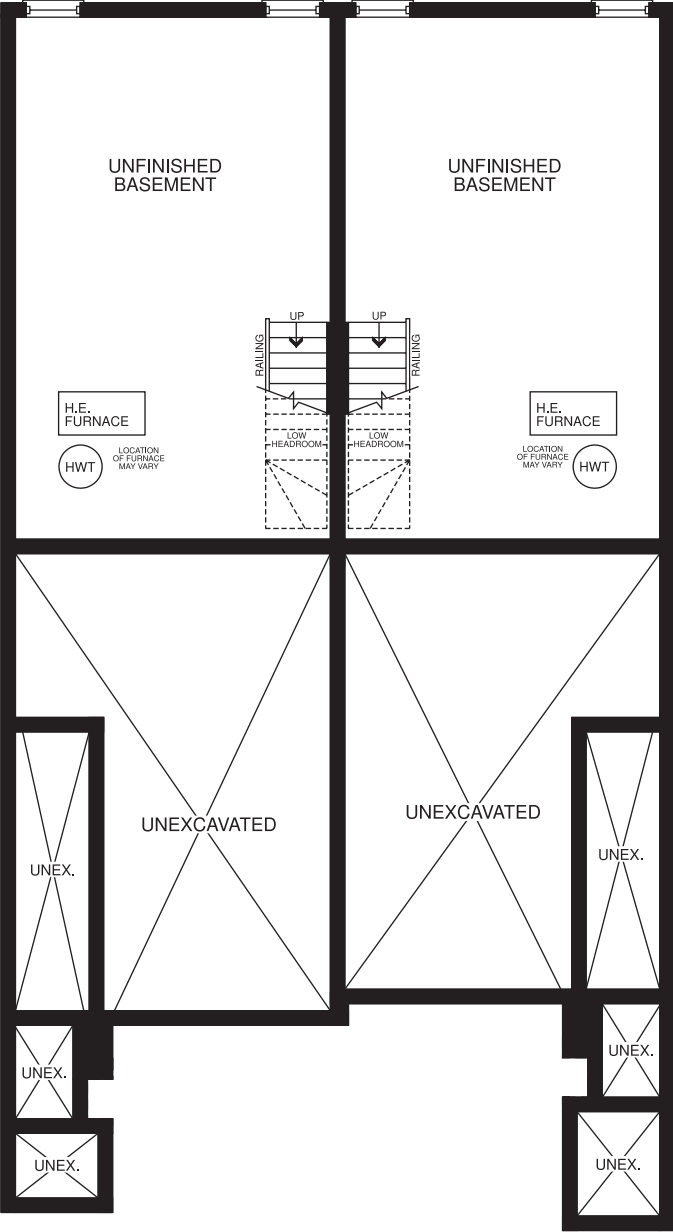 UNFINISHED
BASEMENT
UNFINISHED
BASEMENT
UP
UP
RAILING
RAILING
H.E.
FURNACE
H.E.
FURNACE
LOW
HEADROOM
LOW
HEADROOM
HWT
LOCATION
OF FURNACE
MAY VARY
LOCATION
OF FURNACE
MAY VARY
HWT
UNEXCAVATED
UNEXCAVATED
UNEX.
UNEX.
UNEX.
UNEX.
UNEX.
UNEX.